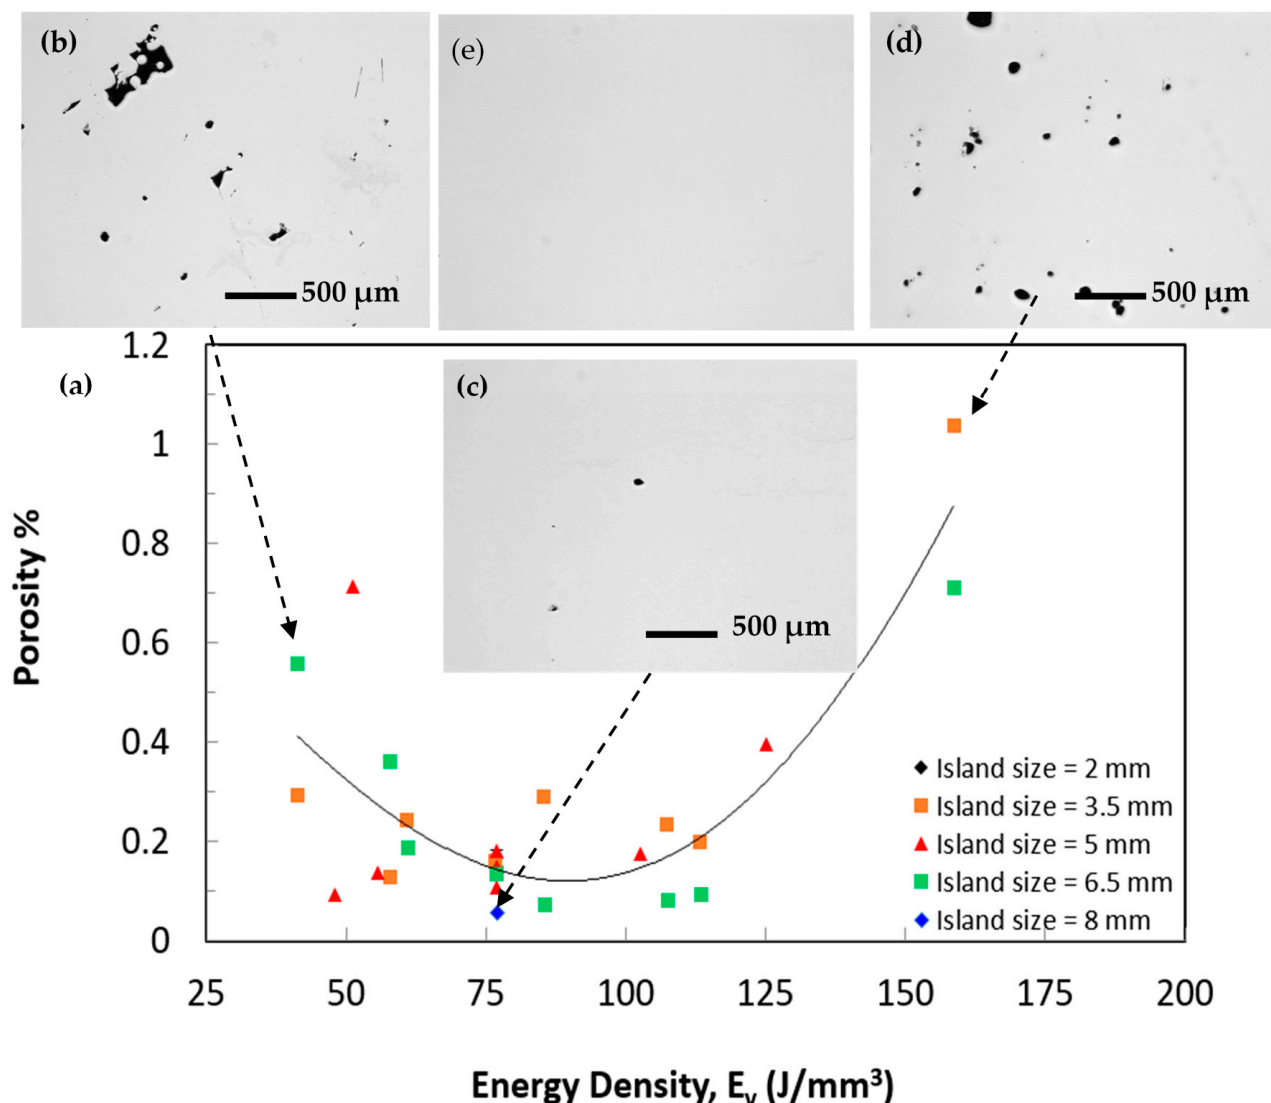 (b)
(e)
(d)
500 µm
500 µm
(a)
(c)
500 µm
1.2
1
0.8
0.6
0.4
0.2
0
Porosity %
Island size = 2 mm
Island size = 3.5 mm
Island size = 5 mm
Island size = 6.5 mm
Island size = 8 mm
25 50 75 100 125 150 175 200
Energy Density, Eᵥ (J/mm³)